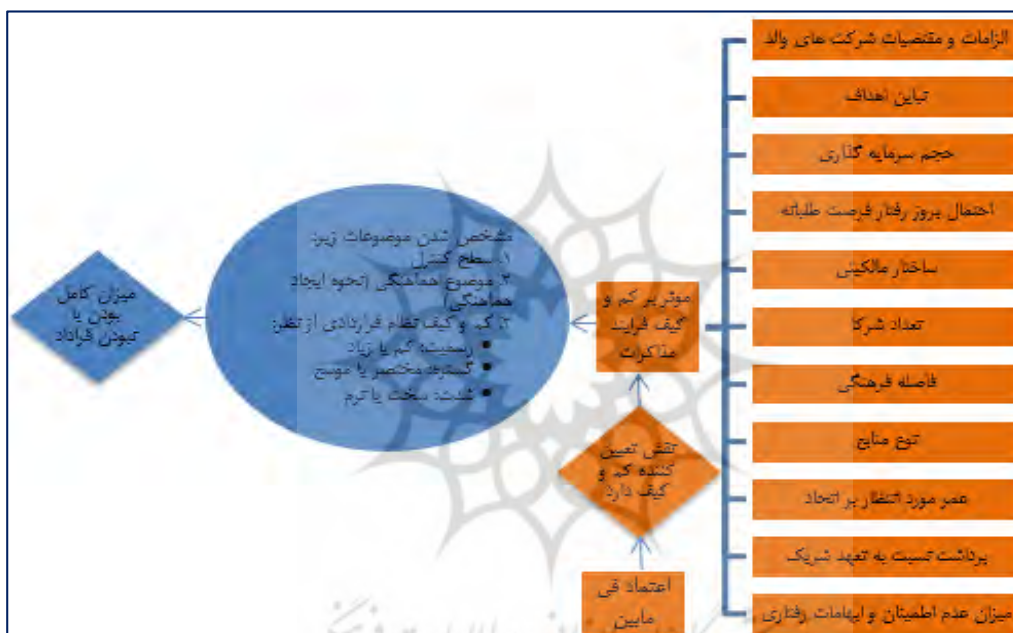 الزامات و مقتضیات شرکت های والد
تباین اهداف
حجم سرمایه گذاری
احتمال بروز رفتار فرصت طلبانه
ساختار مالکیتی
تعداد شرکا
فاصله فرهنگی
نوع منابع
عمر مورد انتظار بر اتحاد
برداشت نسبت به تعهد شریک
میزان عدم اطمینان و ابهامات رفتاری
موثر بر کم و
کیف فرایند
مذاکرات
نقش تعیین
کننده کم و
کیف دارد
اعتماد فی
مابین
مشخص شدن موضوعات زیر:
۱. سطح کنترل
۲. موضوع هماهنگی (نحوه ایجاد
هماهنگی)
۳. کم و کیف نظام قراردادی از نظر:
• رسمیت: کم یا زیاد
• گستره: مختصر یا موسع
• شدت: سخت یا نرم
میزان کامل
بودن یا
نبودن قراداد